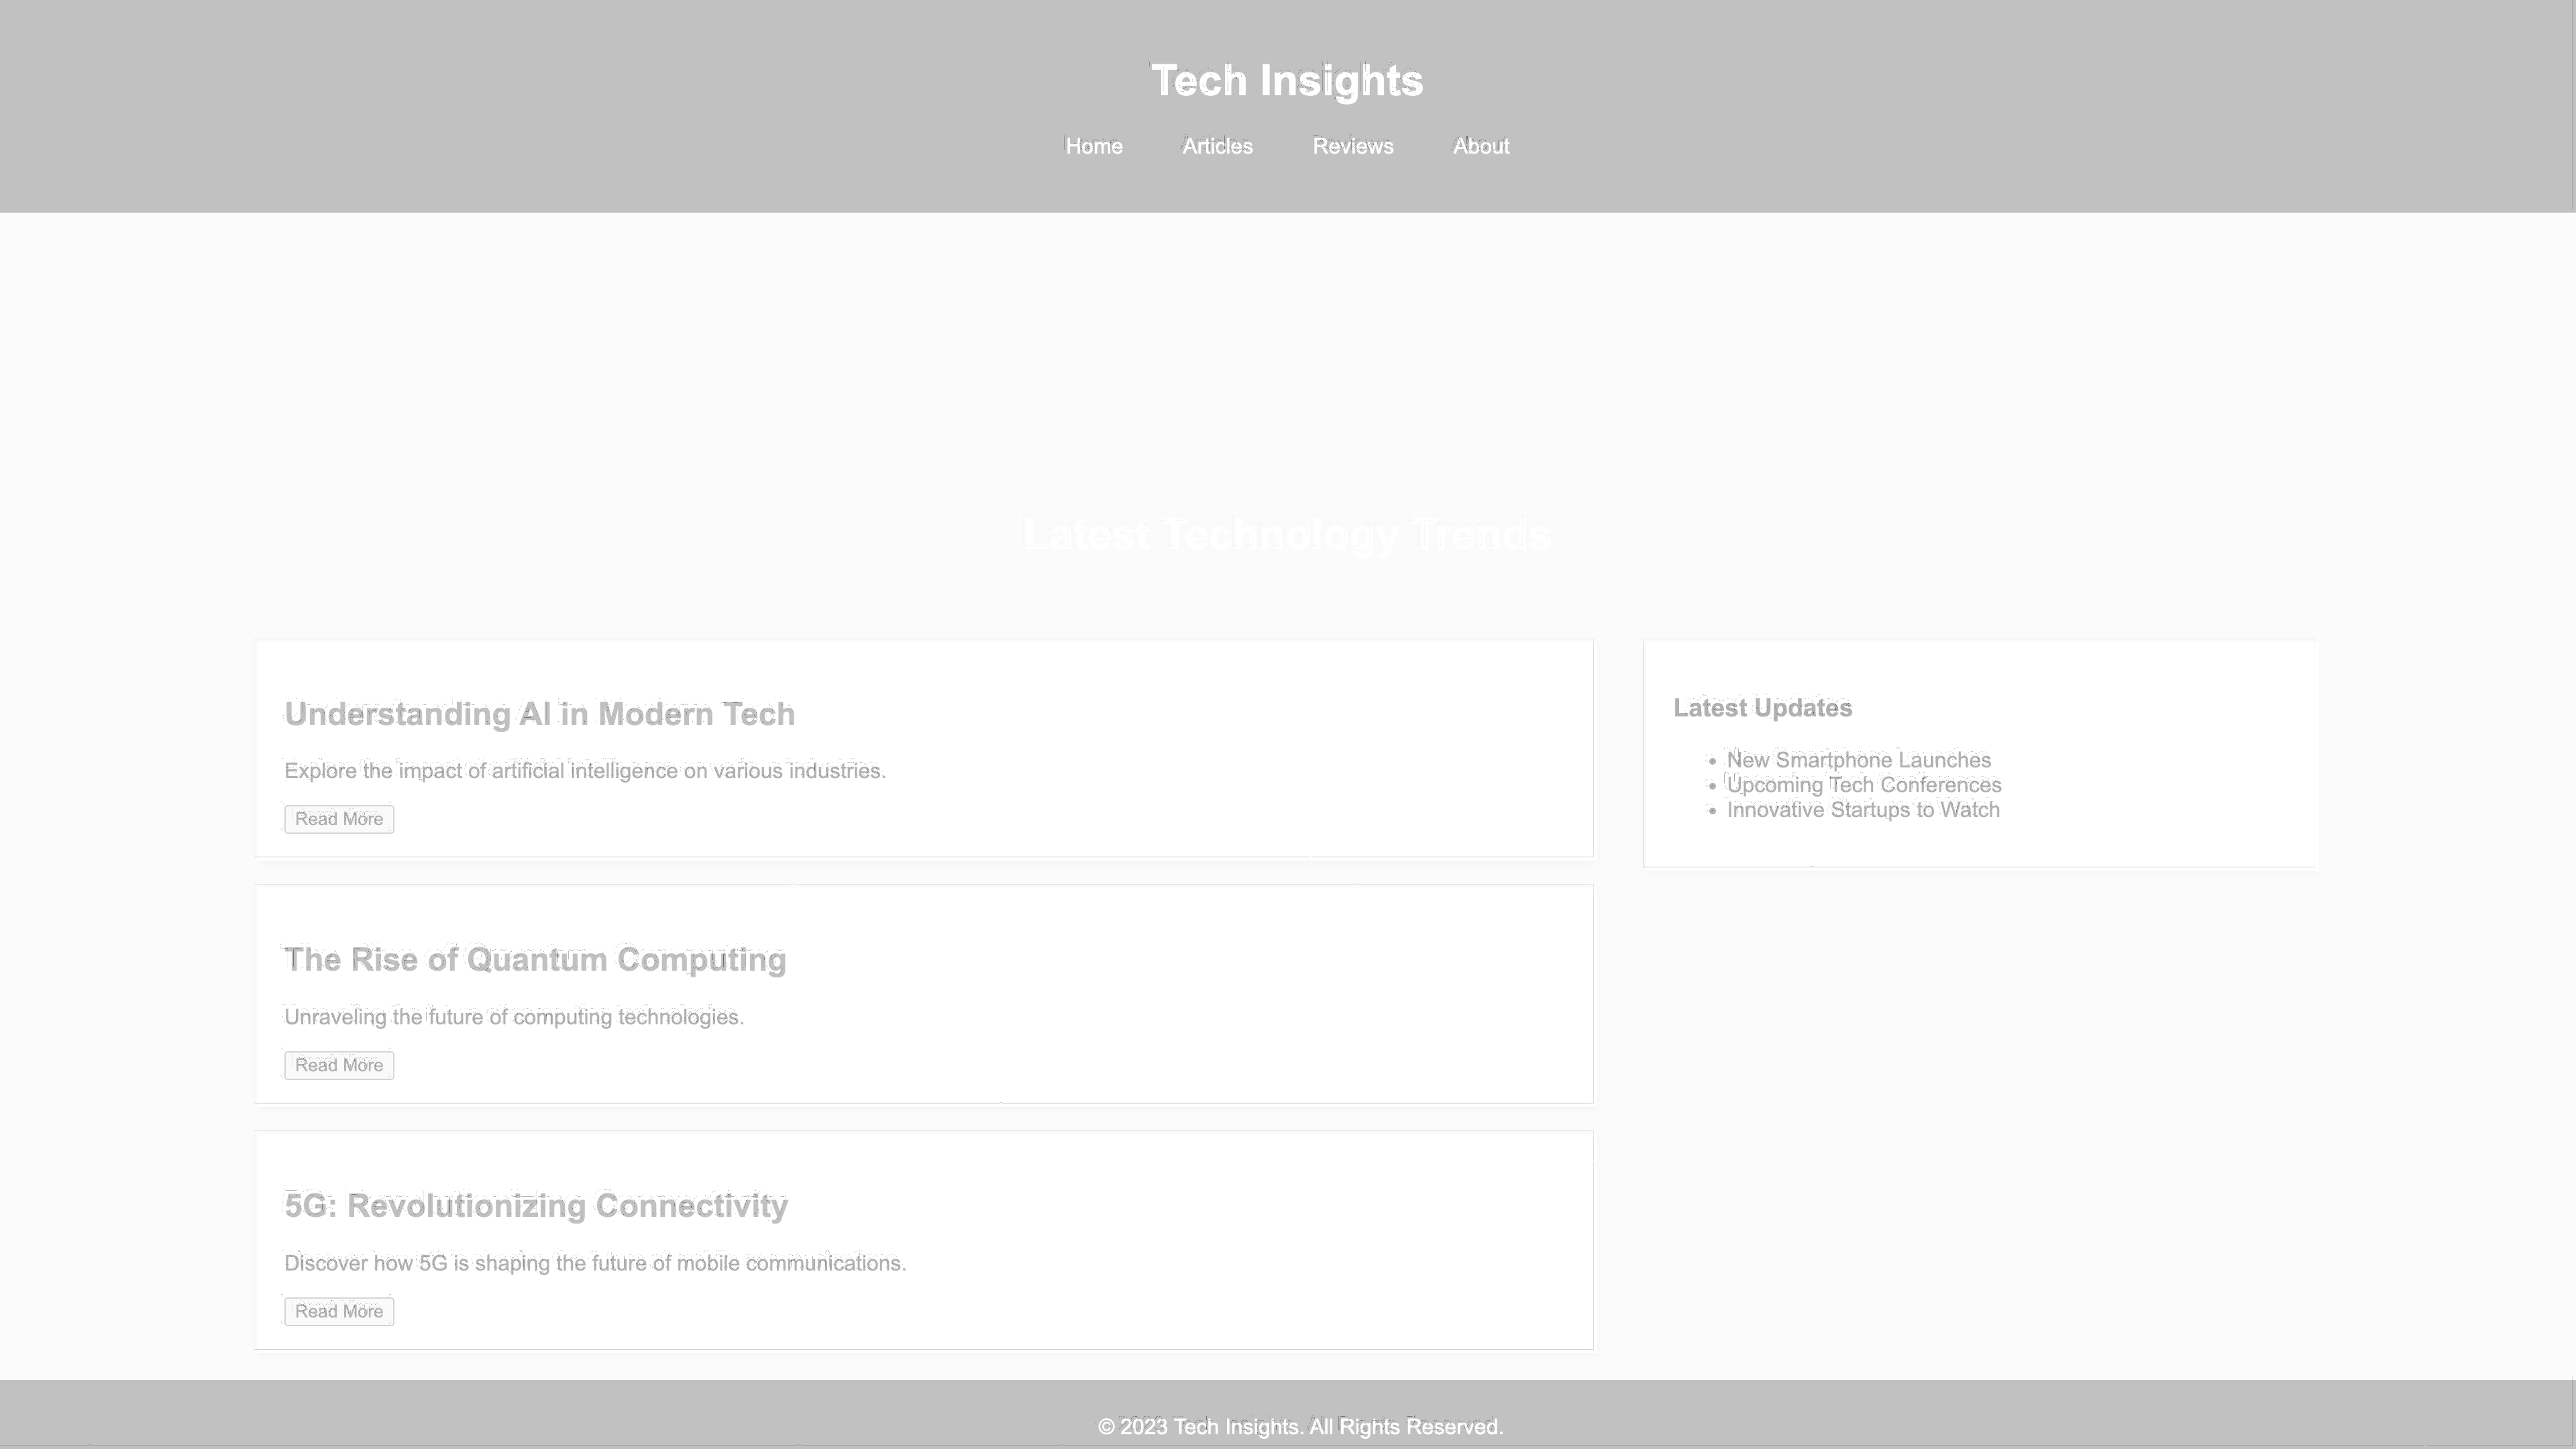 Tech Insights
Home Articles Reviews About
Latest Technology Trends
Understanding AI in Modern Tech
Explore the impact of artificial intelligence on various industries.
Read More
The Rise of Quantum Computing
Unraveling the future of computing technologies.
Read More
5G: Revolutionizing Connectivity
Discover how 5G is shaping the future of mobile communications.
Read More
Latest Updates
• New Smartphone Launches
• Upcoming Tech Conferences
• Innovative Startups to Watch
© 2023 Tech Insights. All Rights Reserved.